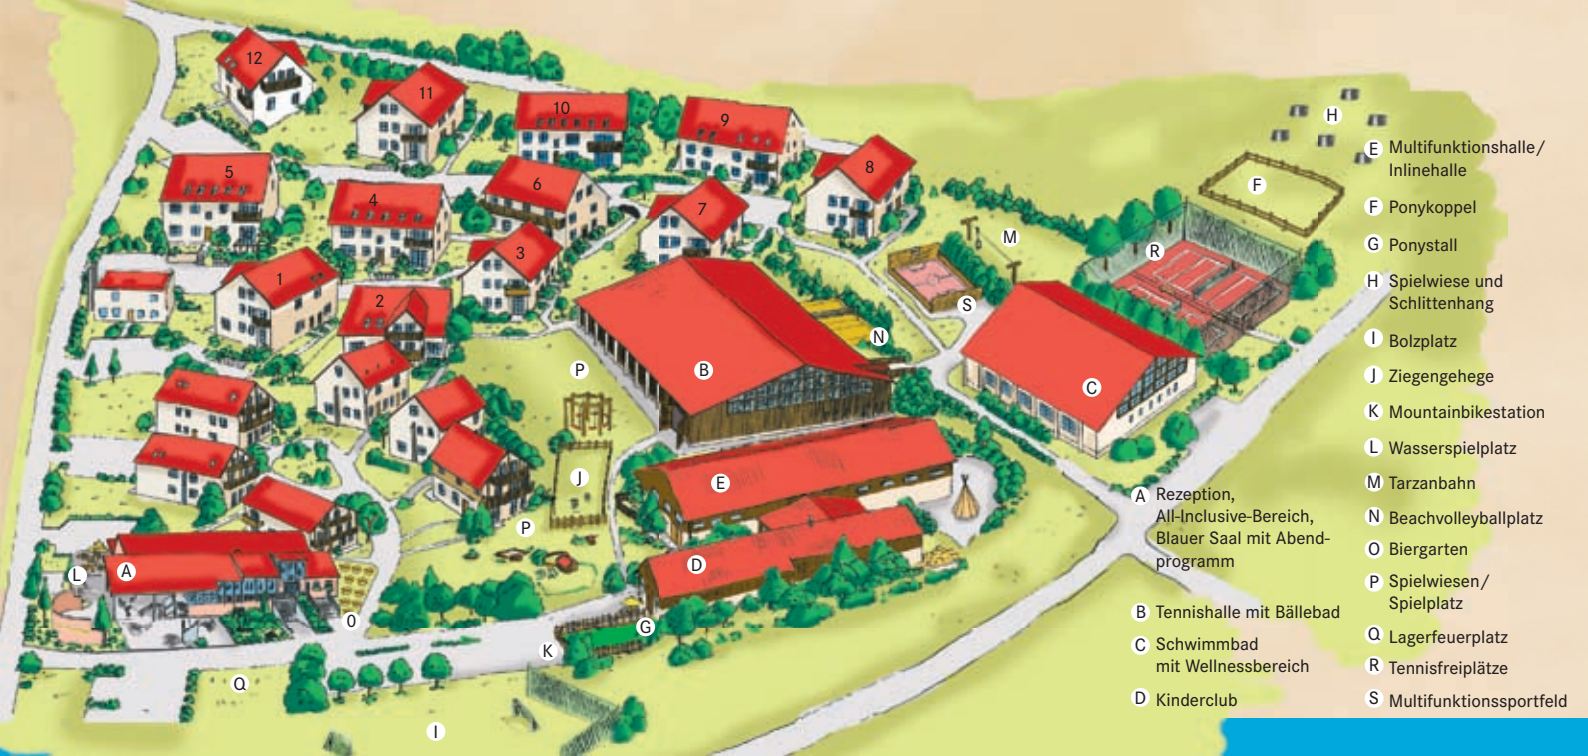 12
11
10
9
8
5
4
6
7
3
1
2
H
F
M
R
S
N
P
B
C
J
E
P
D
L
A
O
G
K
Q
I
A Rezeption,
All-Inclusive-Bereich,
Blauer Saal mit Abend-
programm
B Tennishalle mit Bällebad
C Schwimmbad
mit Wellnessbereich
D Kinderclub
E Multifunktionshalle/
Inlinehalle
F Ponykoppel
G Ponystall
H Spielwiese und
Schlittenhang
I Bolzplatz
J Ziegengehege
K Mountainbikestation
L Wasserspielplatz
M Tarzanbahn
N Beachvolleyballplatz
O Biergarten
P Spielwiesen/
Spielplatz
Q Lagerfeuerplatz
R Tennisfreiplätze
S Multifunktionssportfeld